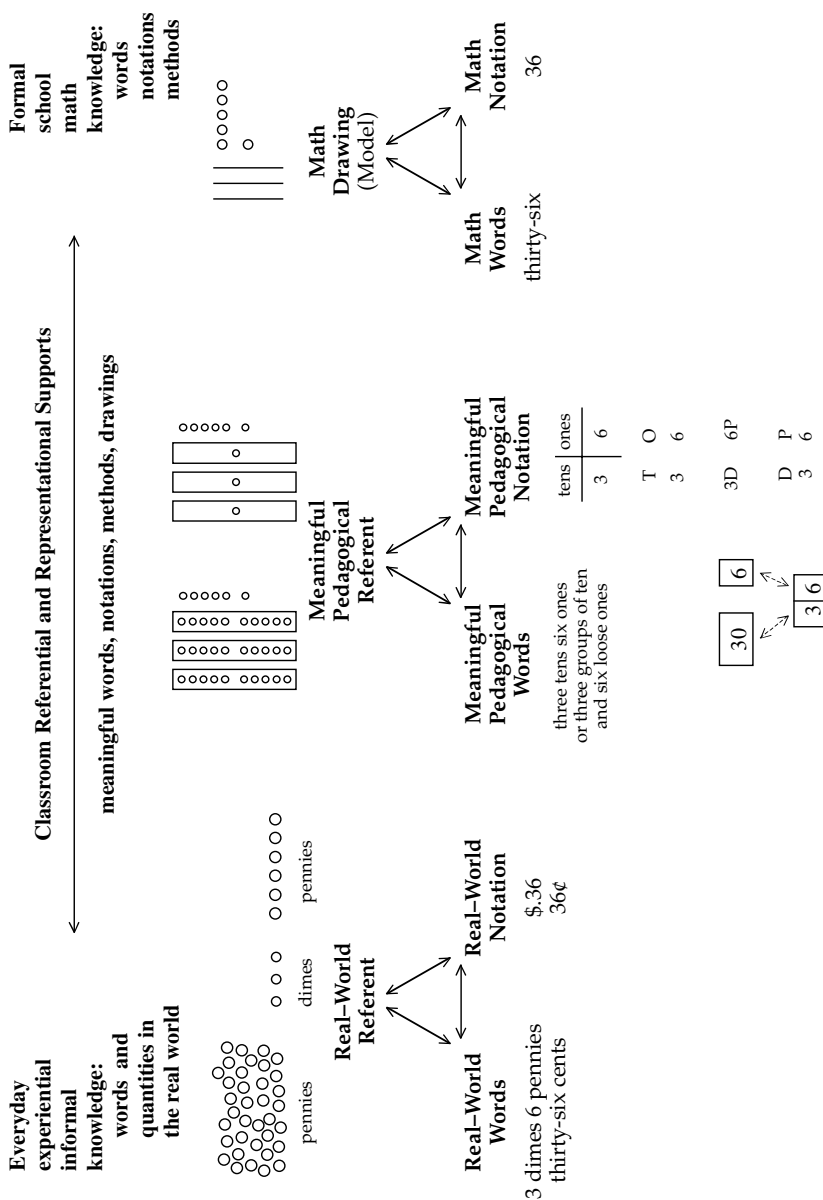 Everyday
experiential
informal
knowledge:
words and
quantities in
the real world
Classroom Referential and Representational Supports
meaningful words, notations, methods, drawings
Formal
school
math
knowledge:
words
notations
methods
pennies
dimes
pennies
Real–World
Referent
Real–World
Words
3 dimes 6 pennies
thirty-six cents
Real–World
Notation
$.36
36¢
Meaningful
Pedagogical
Referent
Meaningful
Pedagogical
Words
three tens six ones
or three groups of ten
and six loose ones
30 6
3 6
Meaningful
Pedagogical
Notation
tens ones
3 6
T O
3 6
3D 6P
D P
3 6
Math
Drawing
(Model)
Math
Words
thirty-six
Math
Notation
36